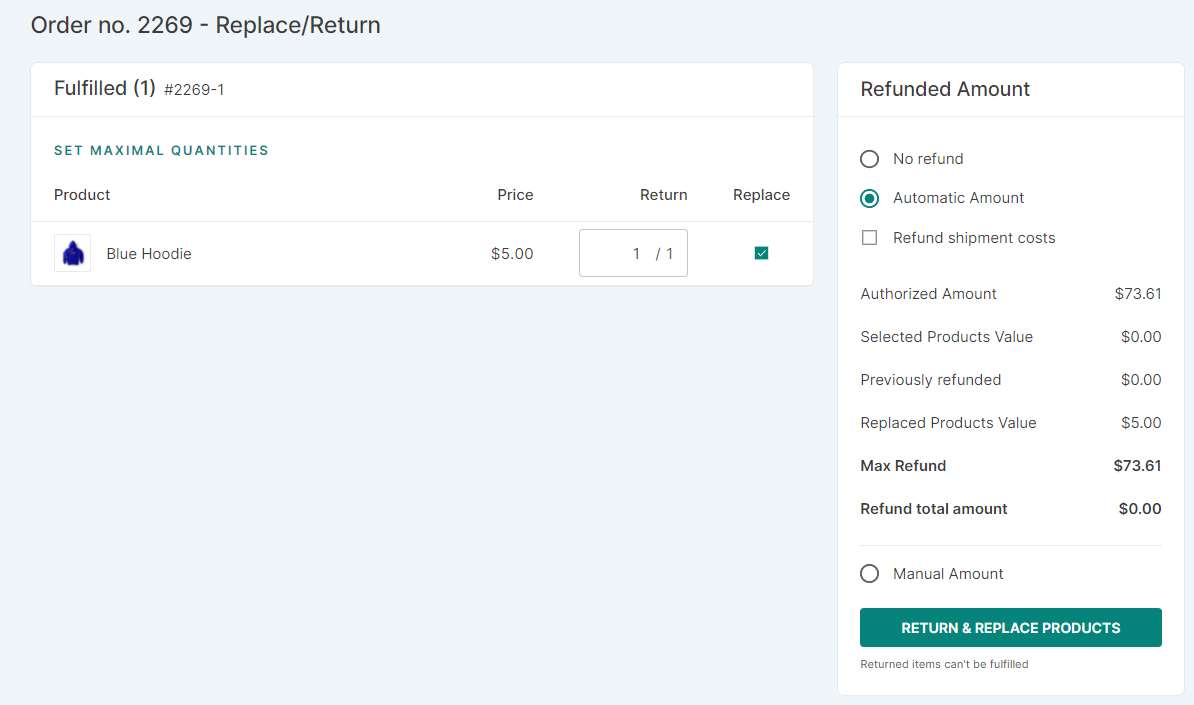 Order no. 2269 - Replace/Return
Fulfilled (1) #2269-1
SET MAXIMAL QUANTITIES
Product Price Return Replace
Blue Hoodie $5.00 1 / 1
Refunded Amount
No refund
Automatic Amount
Refund shipment costs
Authorized Amount $73.61
Selected Products Value $0.00
Previously refunded $0.00
Replaced Products Value $5.00
Max Refund $73.61
Refund total amount $0.00
Manual Amount
RETURN & REPLACE PRODUCTS
Returned items can't be fulfilled